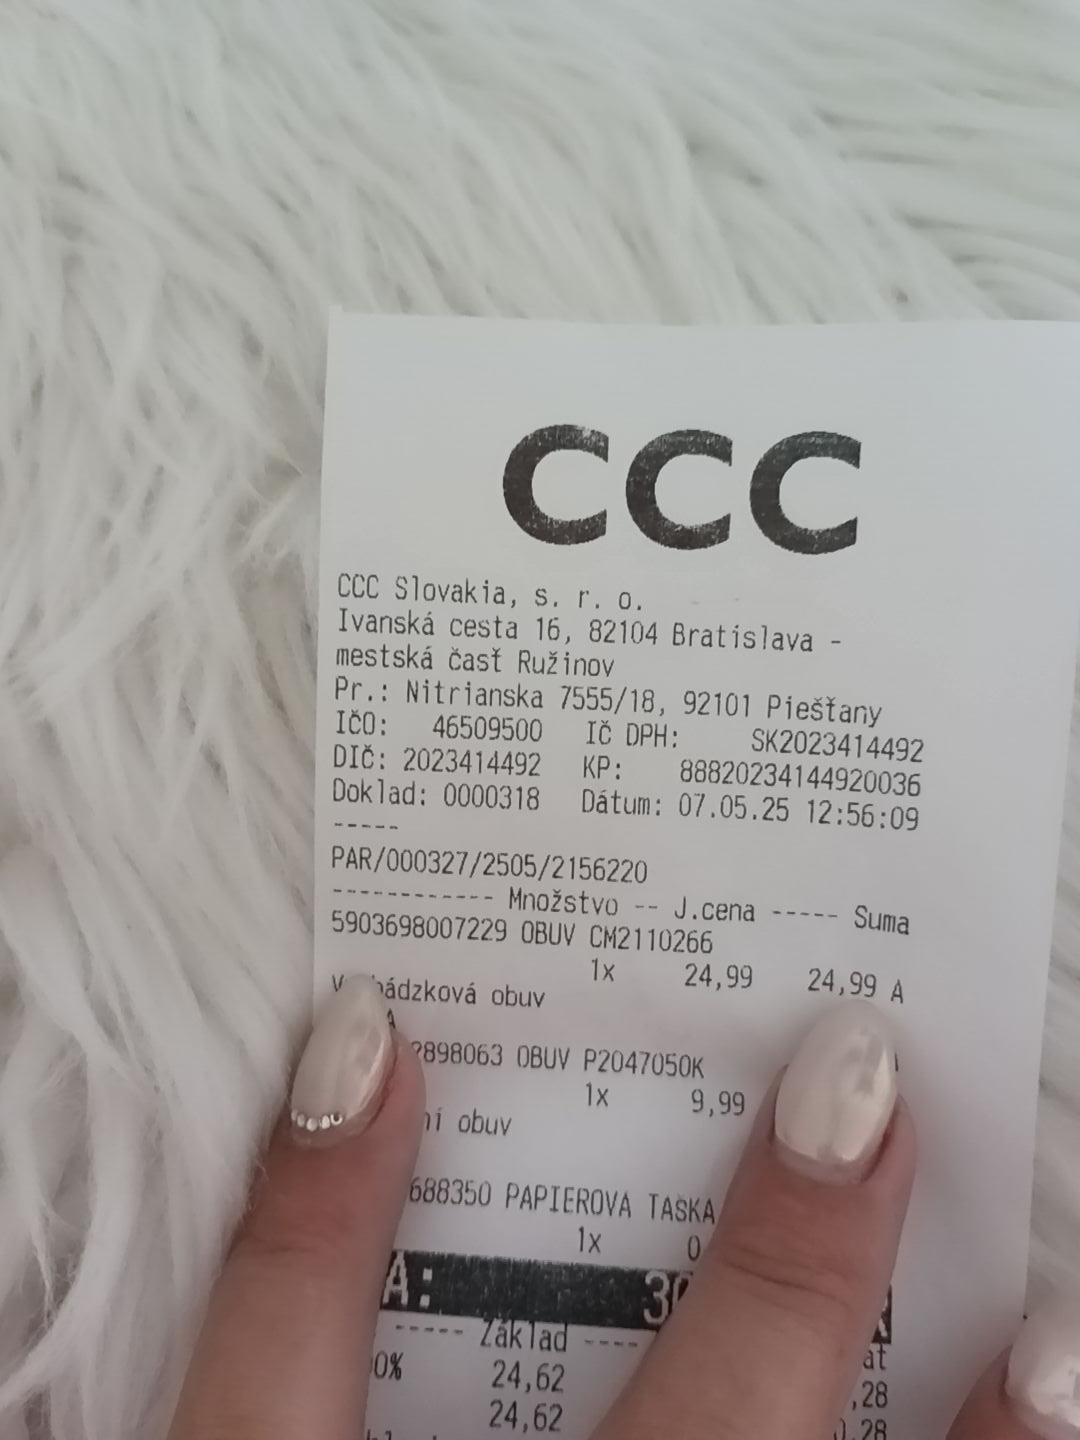 CCC
CCC Slovakia, s. r. o.
Ivanská cesta 16, 82104 Bratislava -
mestská časť Ružinov
Pr.: Nitrianska 7555/18, 92101 Piešťany
IČO: 46509500 IČ DPH: SK2023414492
DIČ: 2023414492 KP: 88820234144920036
Doklad: 0000318 Dátum: 07.05.25 12:56:09
-----
PAR/000327/2505/2156220
------------ Množstvo -- J.cena ----- Suma
5903698007229 OBUV CM2110266
1x 24,99 24,99 A
obuv
OBUV P2047050K
1x 9,99
obuv
PAPIEROVA TAŠKA
1x
----- Základ ----
24,62
24,62